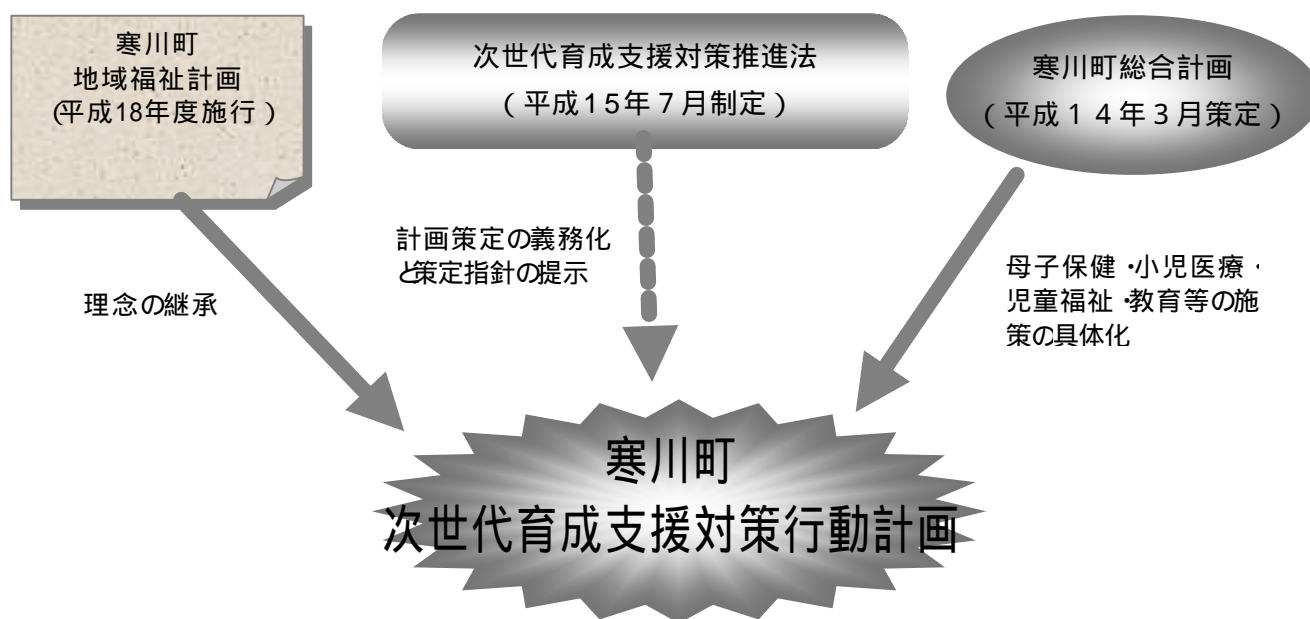 寒川町
地域福祉計画
(平成18年度施行)
次世代育成支援対策推進法
(平成15年7月制定)
寒川町総合計画
(平成14年3月策定)
計画策定の義務化
と策定指針の提示
理念の継承
母子保健・小児医療・
児童福祉・教育等の施
策の具体化
寒川町
次世代育成支援対策行動計画